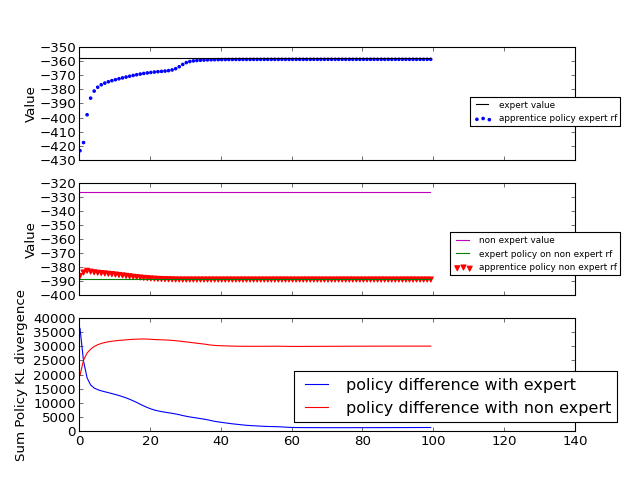 −350
−360
−370
−380
−390
−400
−410
−420
−430
Value
expert value
apprentice policy expert rf
−320
−330
−340
−350
−360
−370
−380
−390
−400
Value
non expert value
expert policy on non expert rf
apprentice policy non expert rf
40000
35000
30000
25000
20000
15000
10000
5000
0
Sum Policy KL divergence
policy difference with expert
policy difference with non expert
0 20 40 60 80 100 120 140